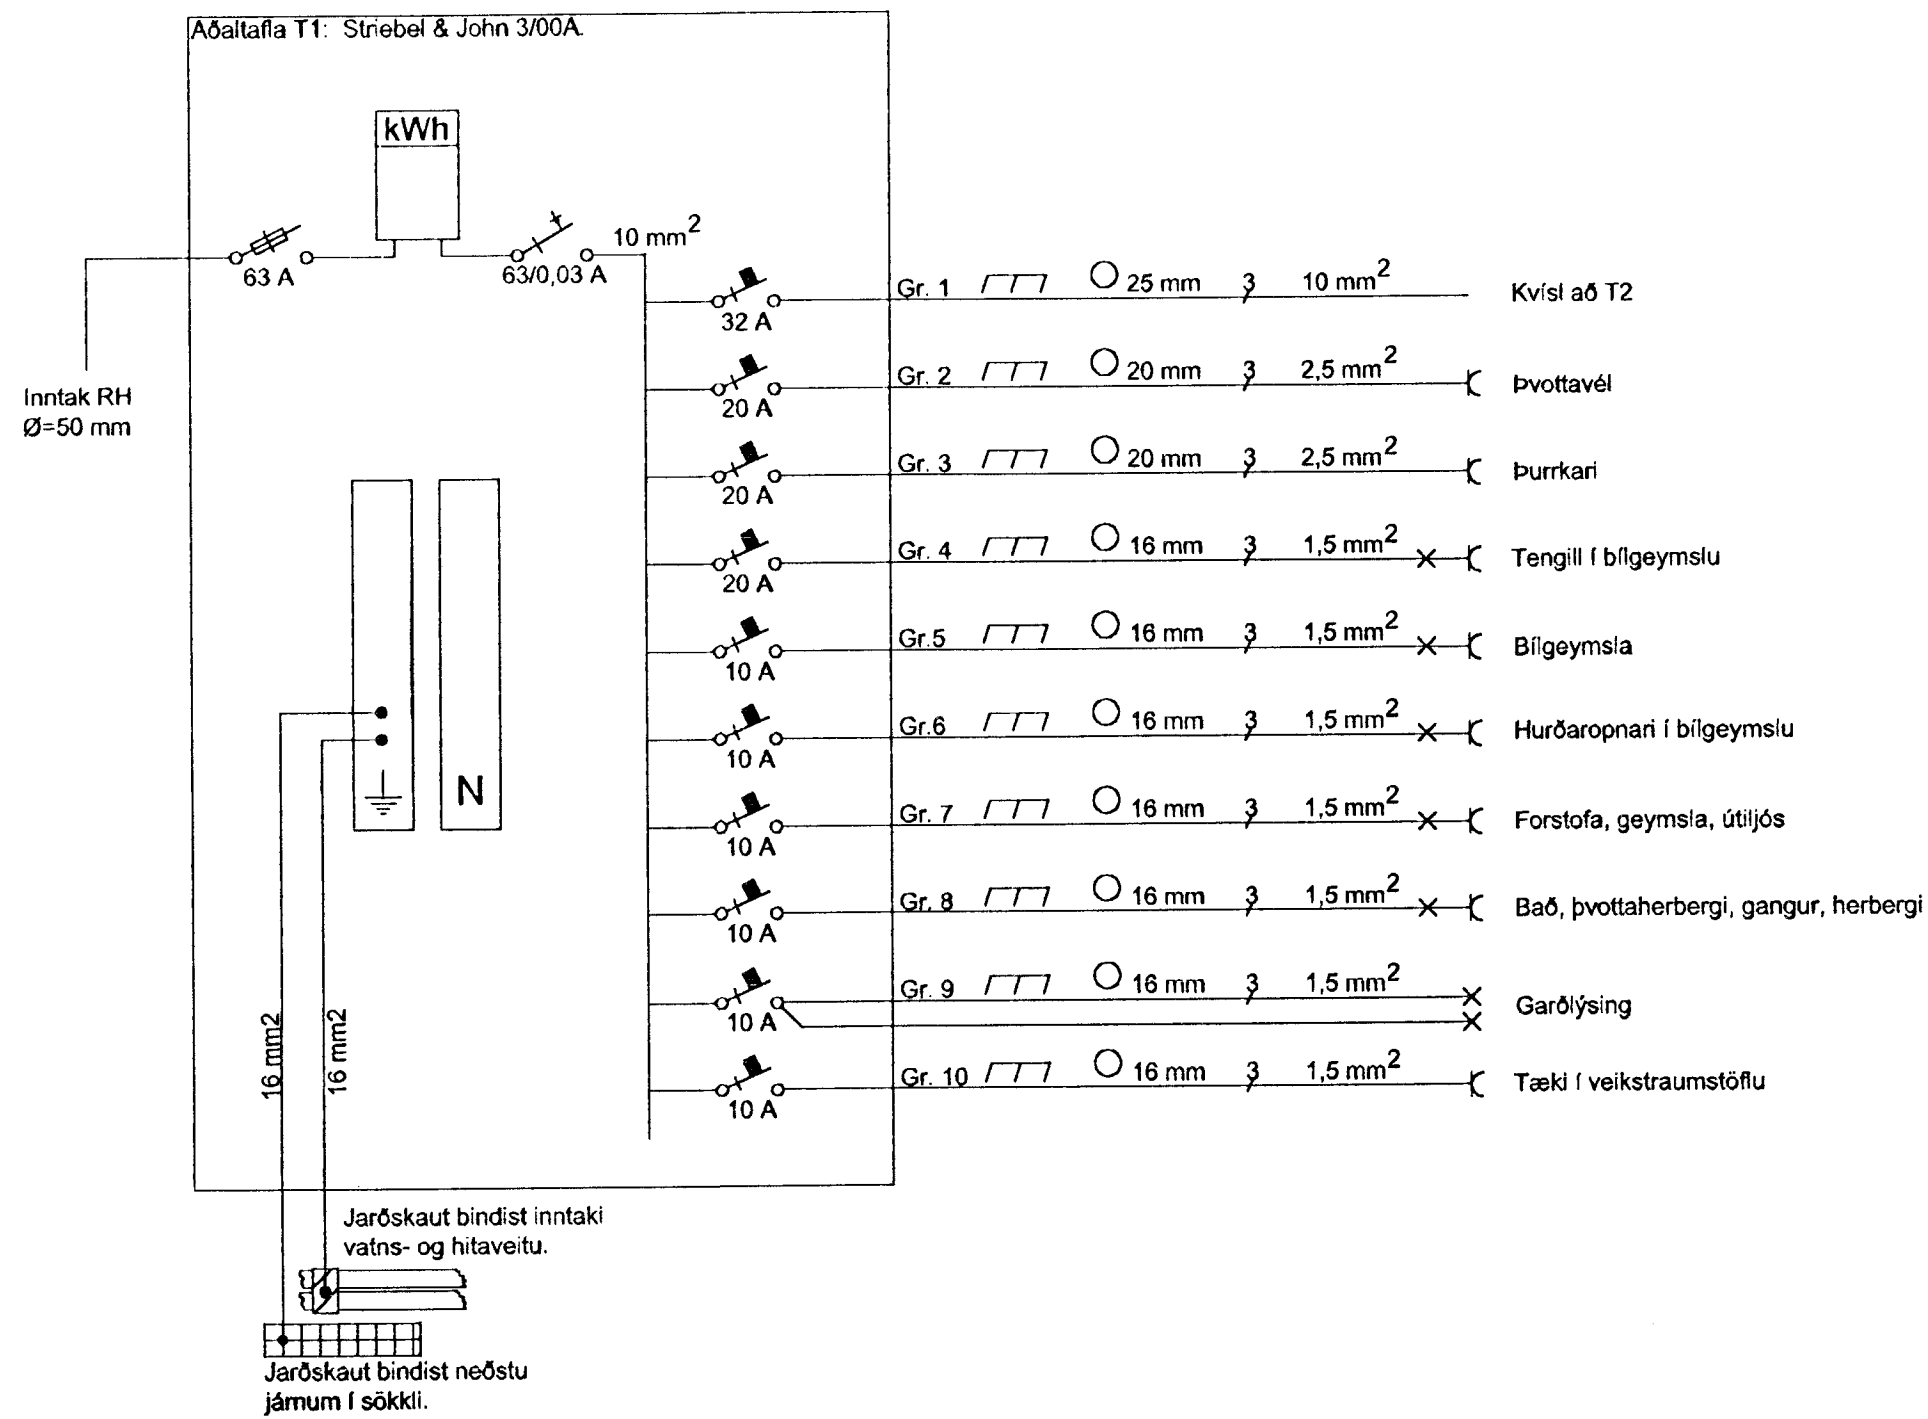 Aðaltafla T1: Striebel & John 3/00A.
kWh
63 A
63/0,03 A
10 mm2
Inntak RH
Ø=50 mm
32 A
Gr. 1 25 mm 3 10 mm2 Kvísl að T2
20 A
Gr. 2 20 mm 3 2,5 mm2 Þvottavél
20 A
Gr. 3 20 mm 3 2,5 mm2 Þurrkari
20 A
Gr. 4 16 mm 3 1,5 mm2 Tengill í bílgeymslu
10 A
Gr.5 16 mm 3 1,5 mm2 Bílgeymsla
10 A
Gr.6 16 mm 3 1,5 mm2 Hurðaropnari í bílgeymslu
10 A
Gr. 7 16 mm 3 1,5 mm2 Forstofa, geymsla, útiljós
10 A
Gr. 8 16 mm 3 1,5 mm2 Bað, þvottaherbergi, gangur, herbergi
10 A
Gr. 9 16 mm 3 1,5 mm2 Garðlýsing
10 A
Gr. 10 16 mm 3 1,5 mm2 Tæki í veikstraumstöflu
N
16 mm2
16 mm2
Jarðskaut bindist inntaki
vatns- og hitaveitu.
Jarðskaut bindist neðstu
járnum í sökkli.